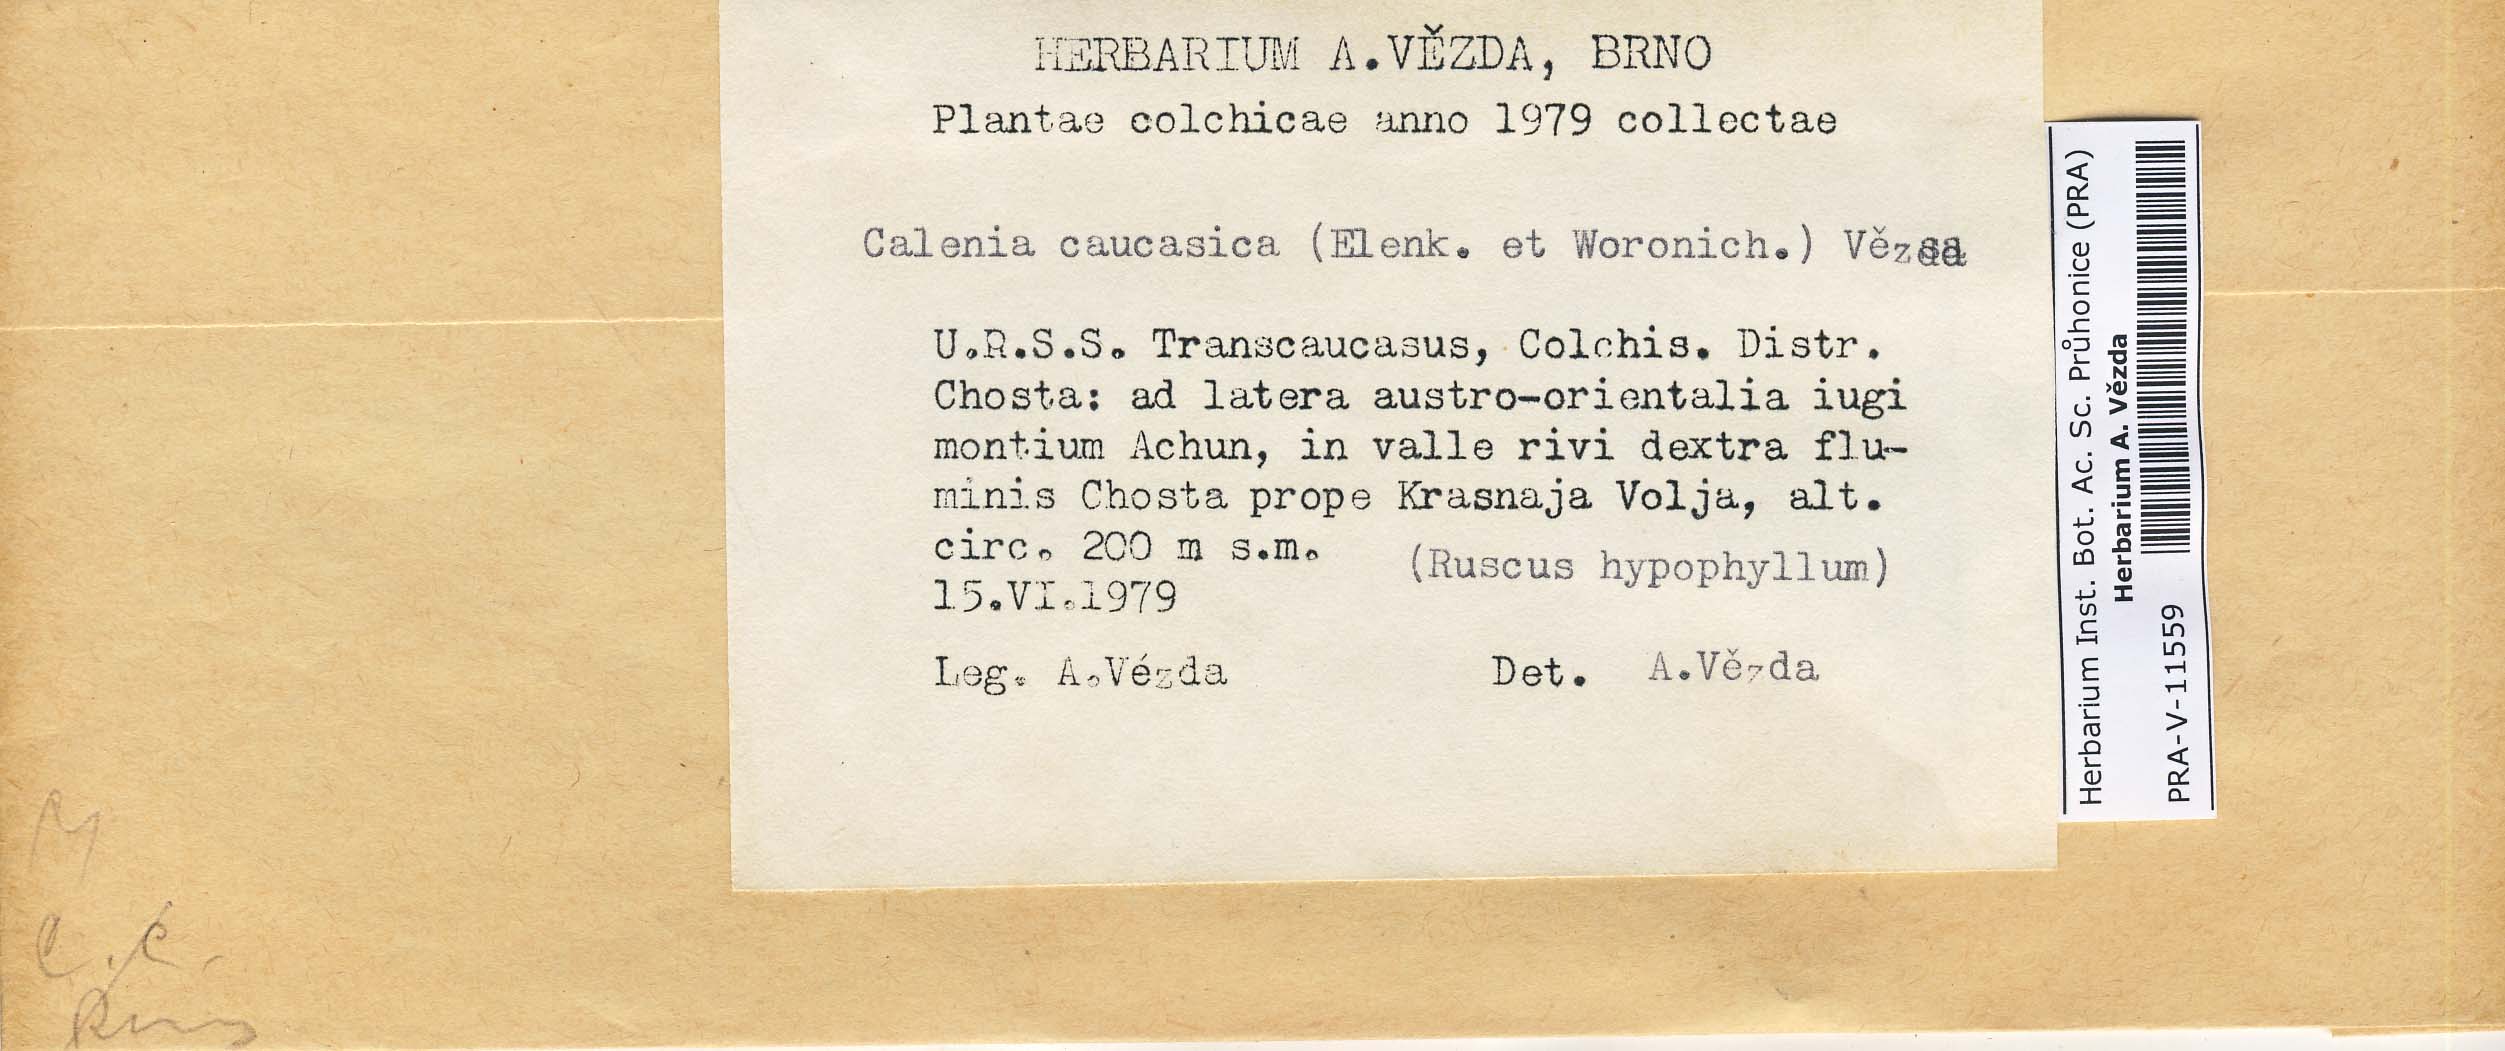 HERBARIUM A.VĚZDA, BRNO
Plantae colchicae anno 1979 collectae
Calenia caucasica (Elenk. et Woronich.) Vězda
U.R.S.S. Transcaucasus, Colchis. Distr.
Chosta: ad latera austro-orientalia iugi
montium Achun, in valle rivi dextra flu-
minis Chosta prope Krasnaja Volja, alt.
circ. 200 m s.m.
(Ruscus hypophyllum)
15.VI.1979
Leg. A.Vézda Det. A.Vězda
Herbarium Inst. Bot. Ac. Sc. Průhonice (PRA)
Herbarium A. Vězda
PRA-V-11559